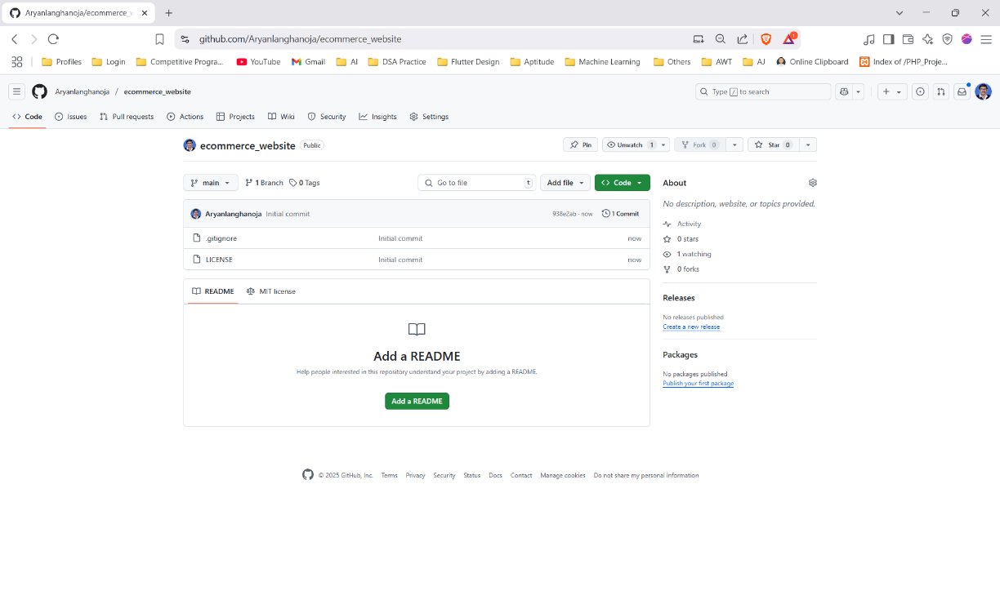 Aryanlanghanoja/ecommerce_w
github.com/Aryanlanghanoja/ecommerce_website
1
Profiles Login Competitive Progra... YouTube Gmail AI DSA Practice Flutter Design Aptitude Machine Learning Others AWT AJ Online Clipboard Index of /PHP_Proje...
Aryanlanghanoja / ecommerce_website
Type / to search
Code Issues Pull requests Actions Projects Wiki Security Insights Settings
ecommerce_website Public
Pin Unwatch 1 Fork 0 Star 0
main 1 Branch 0 Tags Go to file t Add file Code
Aryanlanghanoja Initial commit 938e2ab · now 1 Commit
.gitignore Initial commit now
LICENSE Initial commit now
README MIT license
Add a README
Help people interested in this repository understand your project by adding a README.
Add a README
About
No description, website, or topics provided.
Activity
0 stars
1 watching
0 forks
Releases
No releases published
Create a new release
Packages
No packages published
Publish your first package
© 2025 GitHub, Inc. Terms Privacy Security Status Docs Contact Manage cookies Do not share my personal information